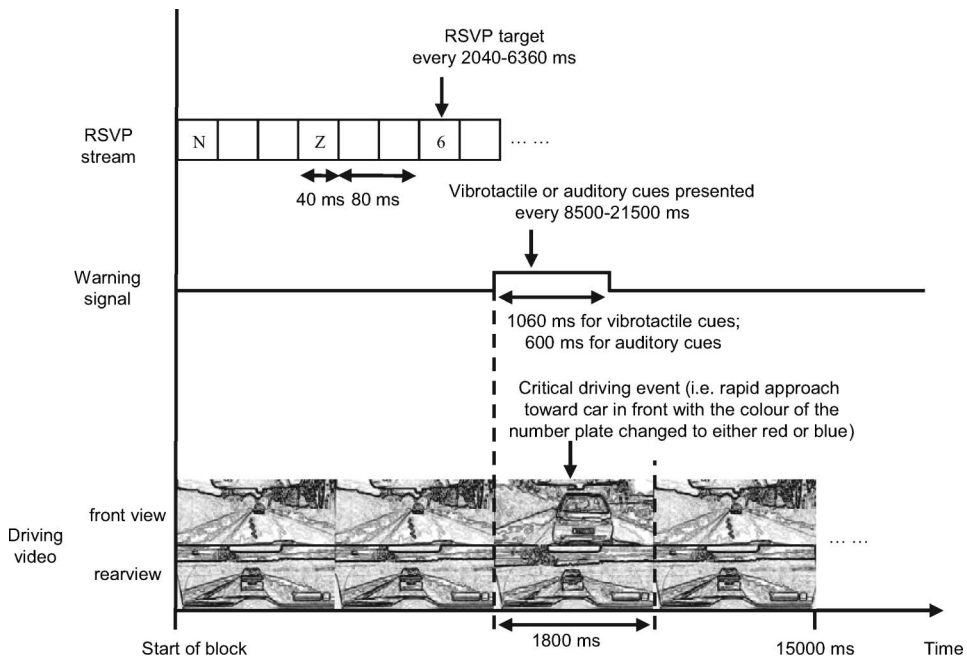 RSVP target
every 2040-6360 ms
RSVP
stream
N Z 6 ... ...
40 ms 80 ms
Vibrotactile or auditory cues presented
every 8500-21500 ms
Warning
signal
1060 ms for vibrotactile cues;
600 ms for auditory cues
Critical driving event (i.e. rapid approach
toward car in front with the colour of the
number plate changed to either red or blue)
Driving
video
front view
rearview
... ...
1800 ms
Start of block 15000 ms Time